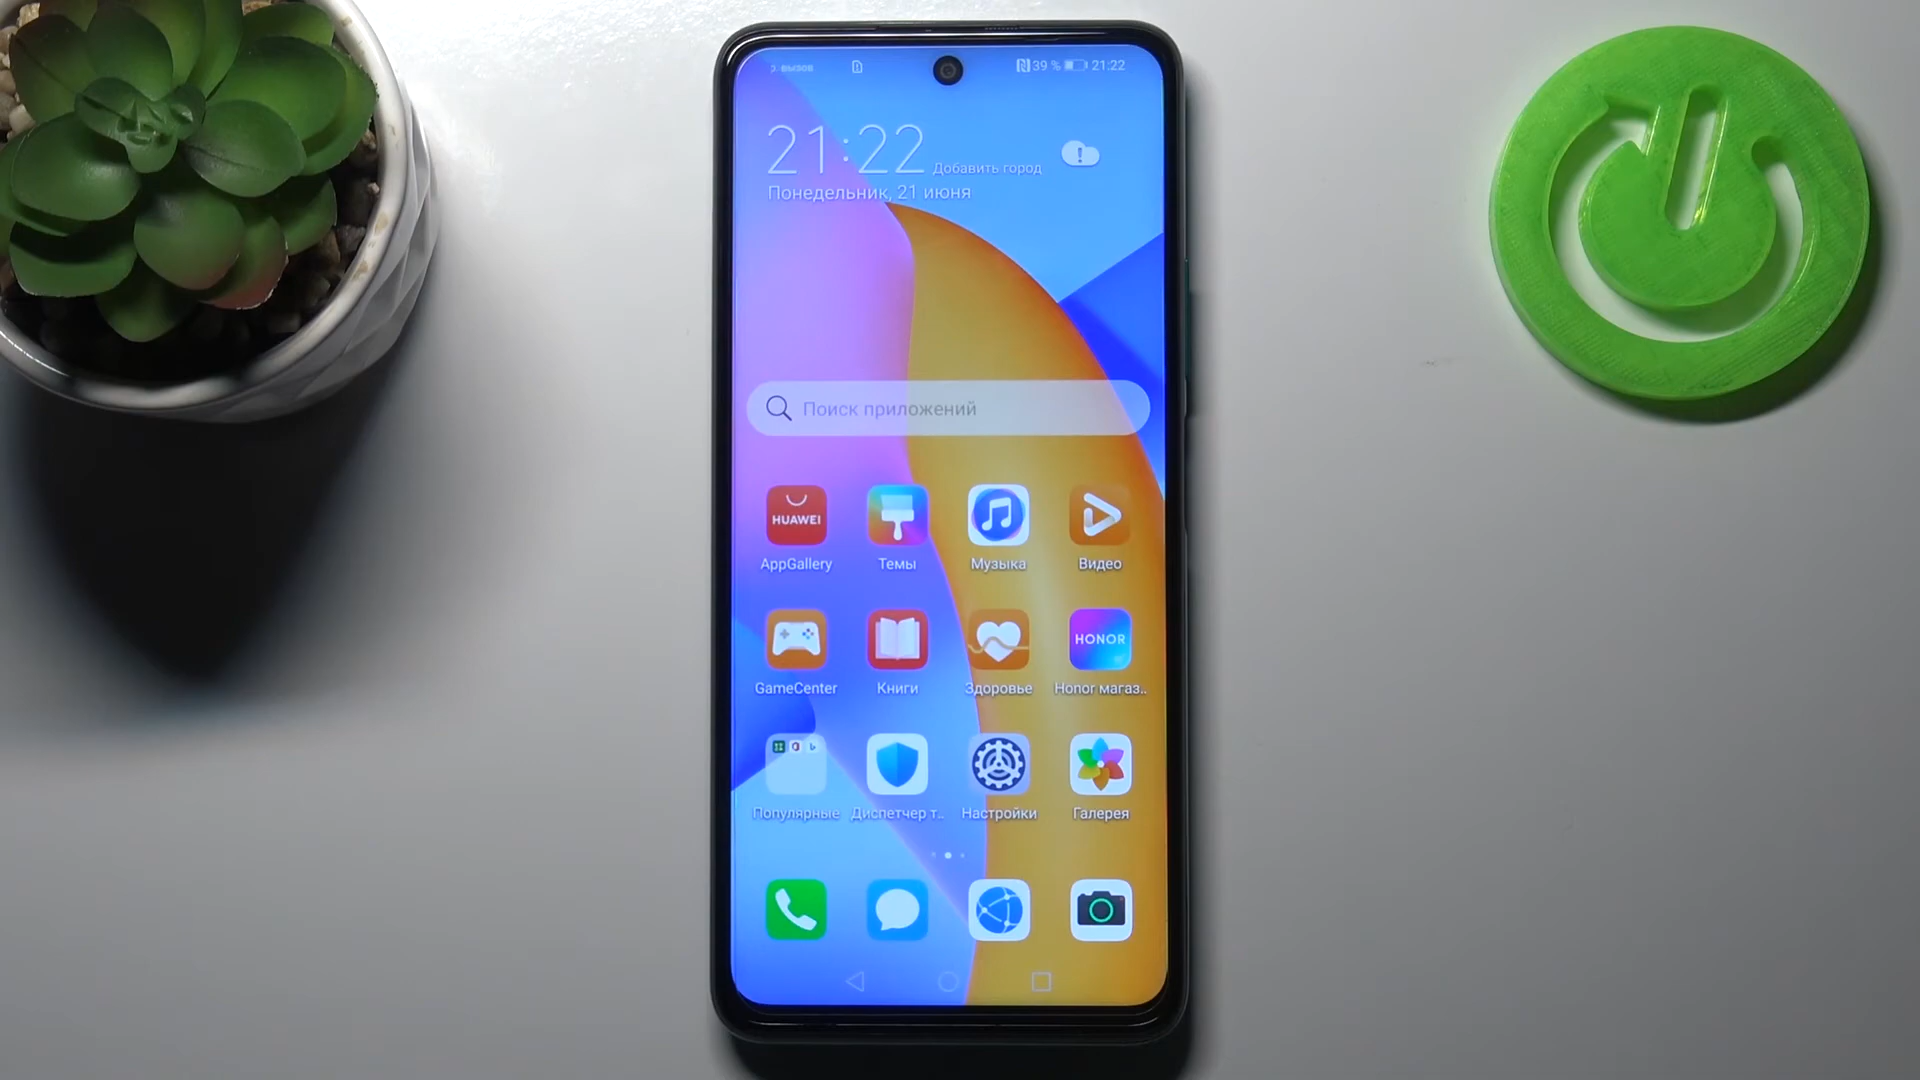 вызов 39 % 21:22
21:22 Добавить город
Понедельник, 21 июня
Поиск приложений
HUAWEI
AppGallery Темы Музыка Видео
HONOR
GameCenter Книги Здоровье Honor магаз..
Популярные Диспетчер т.. Настройки Галерея